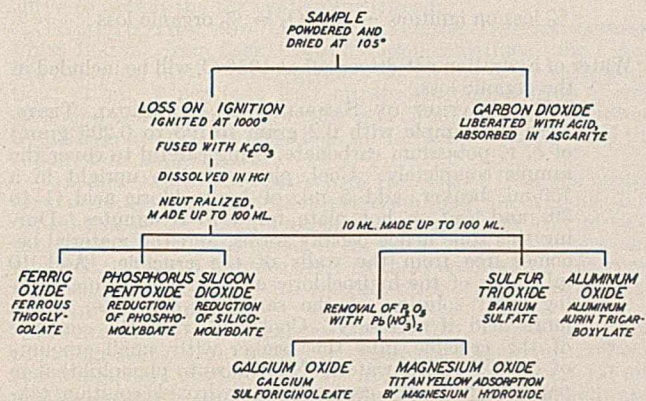 SAMPLE
POWDERED AND
DRIED AT 105°
LOSS ON IGNITION
IGNITED AT 1000°
FUSED WITH K2CO3
DISSOLVED IN HCl
NEUTRALIZED,
MADE UP TO 100 ML.
CARBON DIOXIDE
LIBERATED WITH ACID,
ABSORBED IN ASCARITE
10 ML. MADE UP TO 100 ML.
FERRIC
OXIDE
FERROUS
THIOGLY-
COLATE
PHOSPHORUS
PENTOXIDE
REDUCTION
OF PHOSPHO-
MOLYBDATE
SILICON
DIOXIDE
REDUCTION
OF SILICO-
MOLYBDATE
REMOVAL OF P2O5
WITH Pb(NO3)2
SULFUR
TRIOXIDE
BARIUM
SULFATE
ALUMINUM
OXIDE
ALUMINUM
AURIN TRICAR-
BOXYLATE
CALCIUM OXIDE
CALCIUM
SULFORICINOLEATE
MAGNESIUM OXIDE
TITAN YELLOW ADSORPTION
BY MAGNESIUM HYDROXIDE